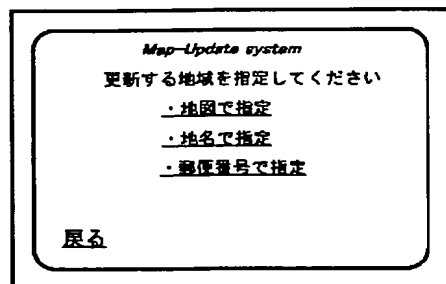 Map-Update system
更新する地域を指定してください
・地図で指定
・地名で指定
・郵便番号で指定
戻る